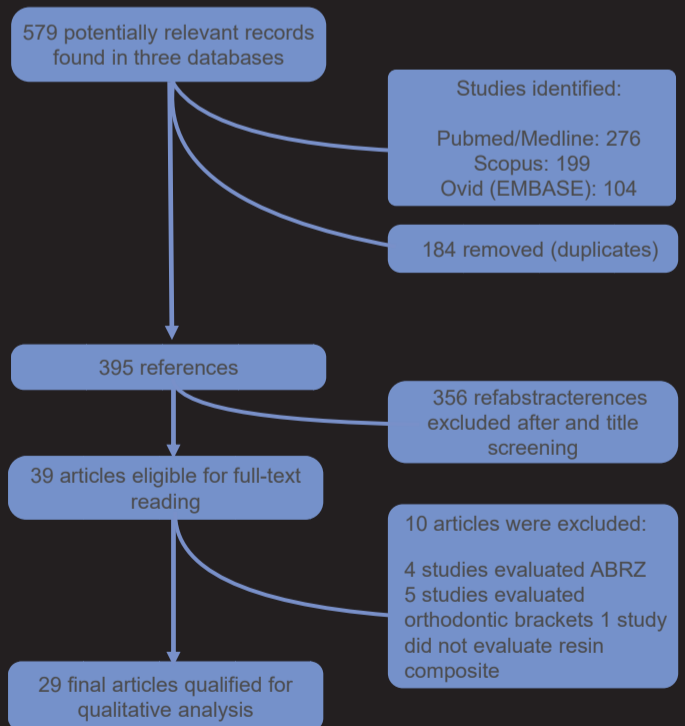 579 potentially relevant records
found in three databases
Studies identified:
Pubmed/Medline: 276
Scopus: 199
Ovid (EMBASE): 104
184 removed (duplicates)
395 references
356 refabstracterences
excluded after and title
screening
39 articles eligible for full-text
reading
10 articles were excluded:
4 studies evaluated ABRZ
5 studies evaluated
orthodontic brackets 1 study
did not evaluate resin
composite
29 final articles qualified for
qualitative analysis